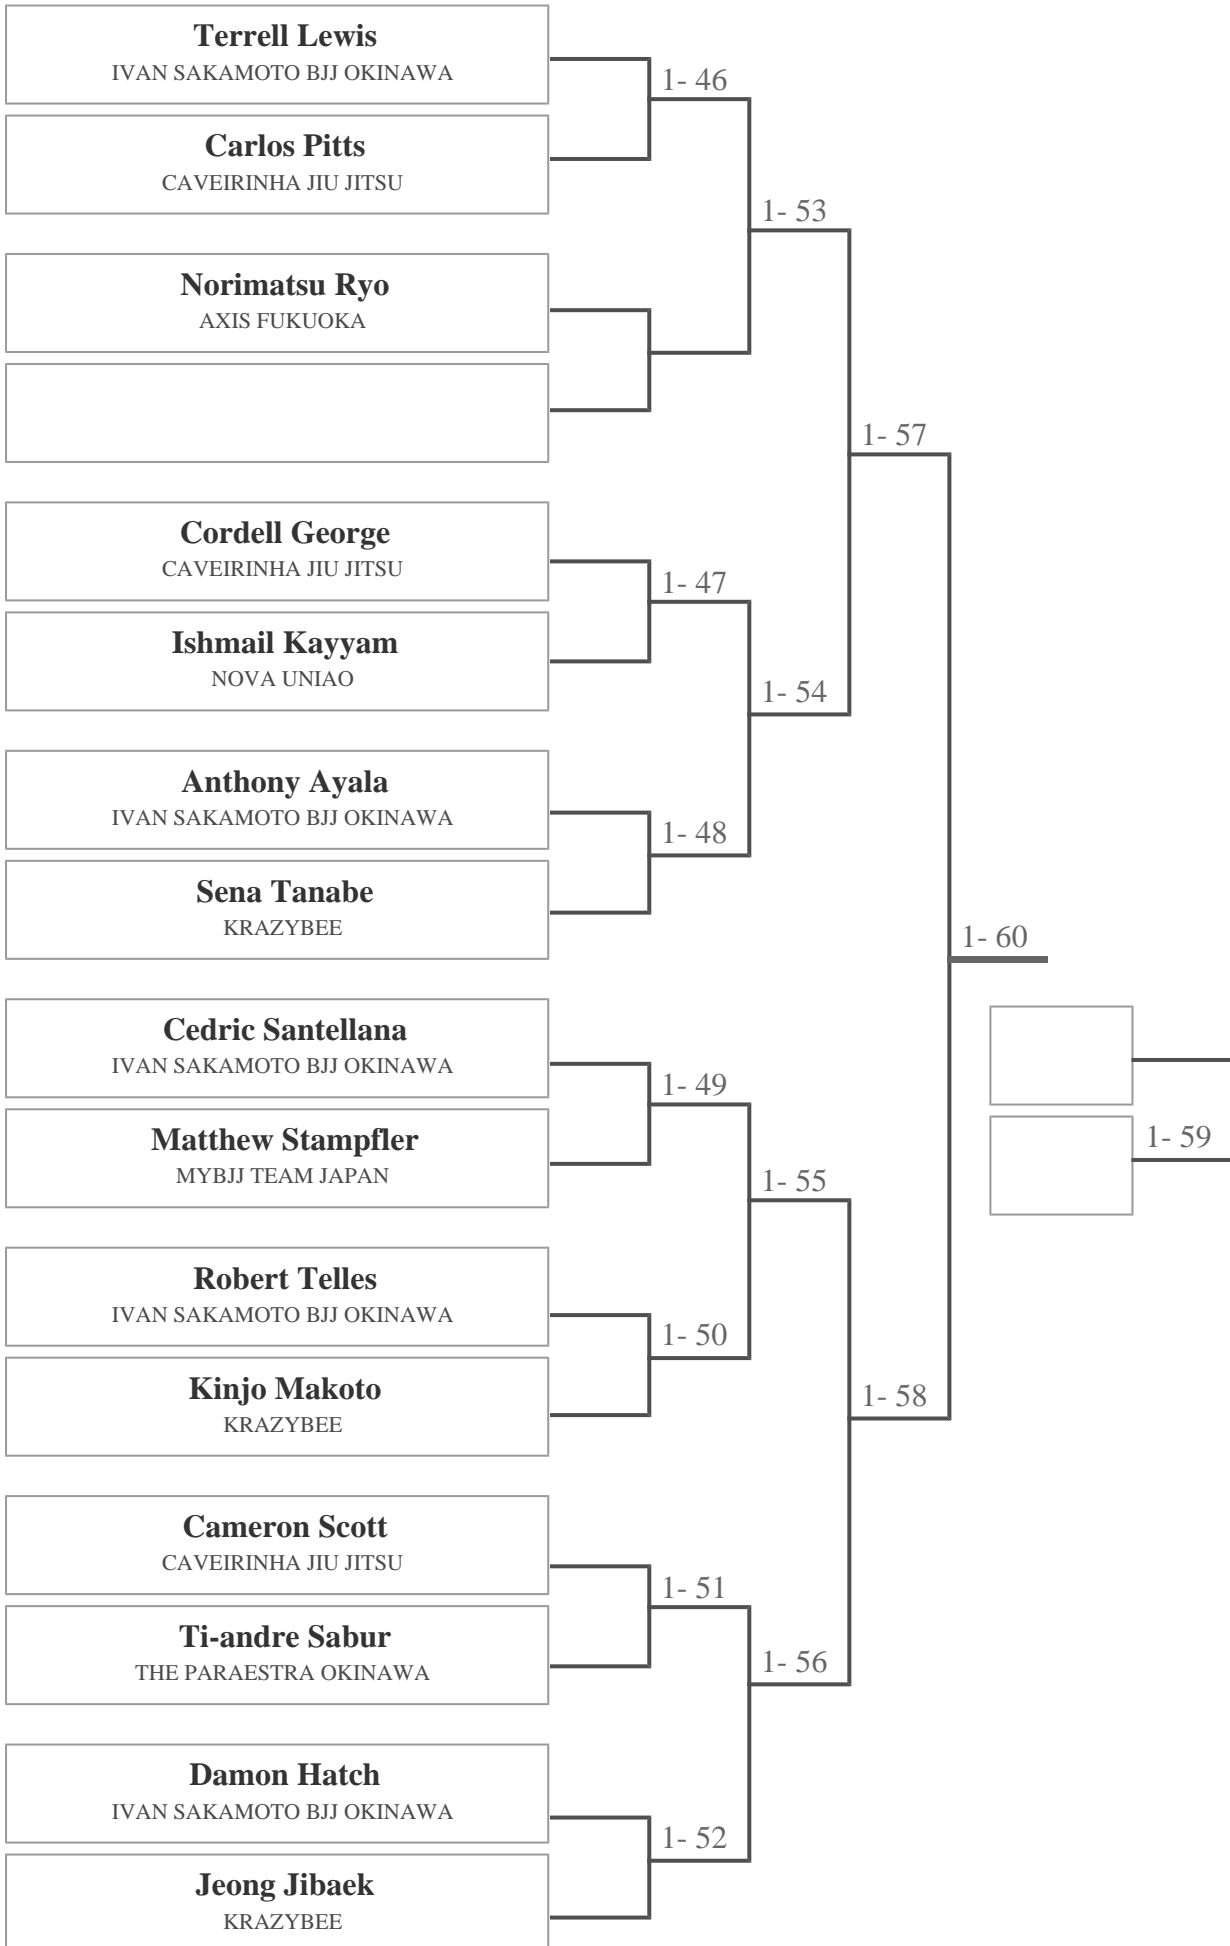 Terrell Lewis
IVAN SAKAMOTO BJJ OKINAWA
1- 46
Carlos Pitts
CAVEIRINHA JIU JITSU
1- 53
Norimatsu Ryo
AXIS FUKUOKA
1- 57
Cordell George
CAVEIRINHA JIU JITSU
1- 47
Ishmail Kayyam
NOVA UNIAO
1- 54
Anthony Ayala
IVAN SAKAMOTO BJJ OKINAWA
1- 48
Sena Tanabe
KRAZYBEE
1- 60
Cedric Santellana
IVAN SAKAMOTO BJJ OKINAWA
1- 49
Matthew Stampfler
MYBJJ TEAM JAPAN
1- 59
1- 55
Robert Telles
IVAN SAKAMOTO BJJ OKINAWA
1- 50
Kinjo Makoto
KRAZYBEE
1- 58
Cameron Scott
CAVEIRINHA JIU JITSU
1- 51
Ti-andre Sabur
THE PARAESTRA OKINAWA
1- 56
Damon Hatch
IVAN SAKAMOTO BJJ OKINAWA
1- 52
Jeong Jibaek
KRAZYBEE